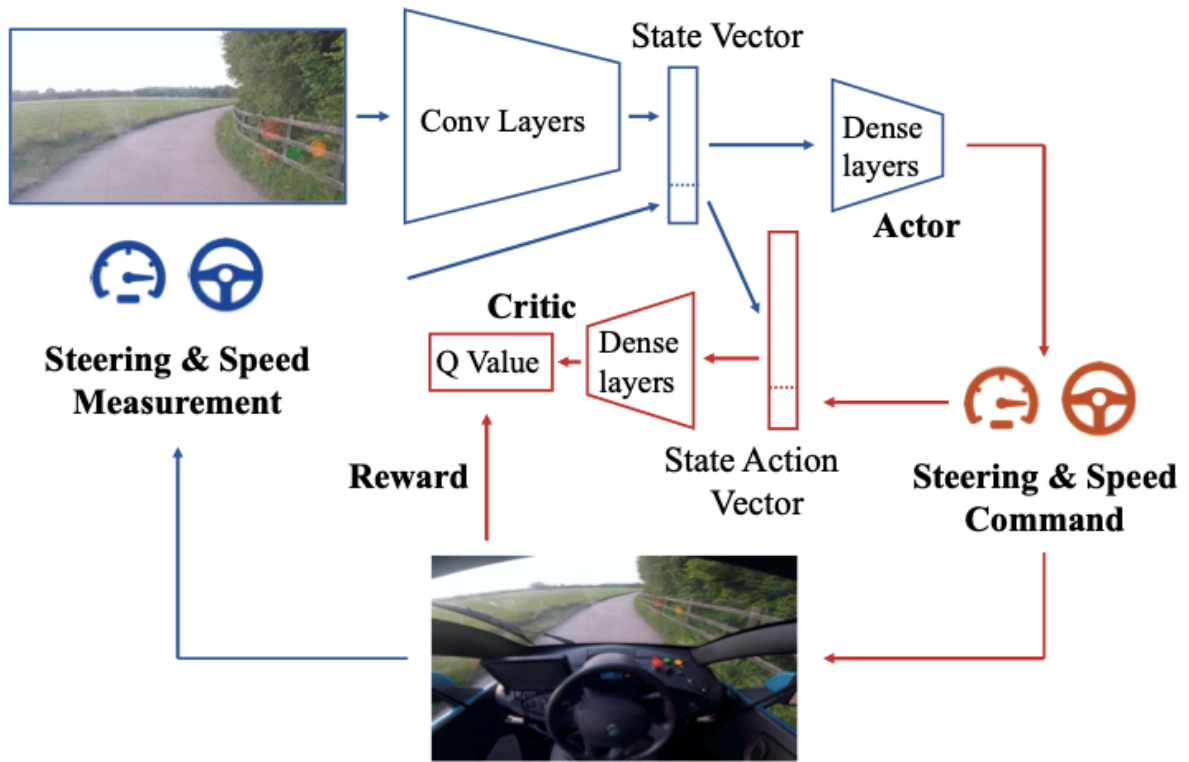 State Vector
Conv Layers
Dense
layers
Actor
Critic
Q Value
Dense
layers
Steering & Speed
Measurement
Reward
State Action
Vector
Steering & Speed
Command